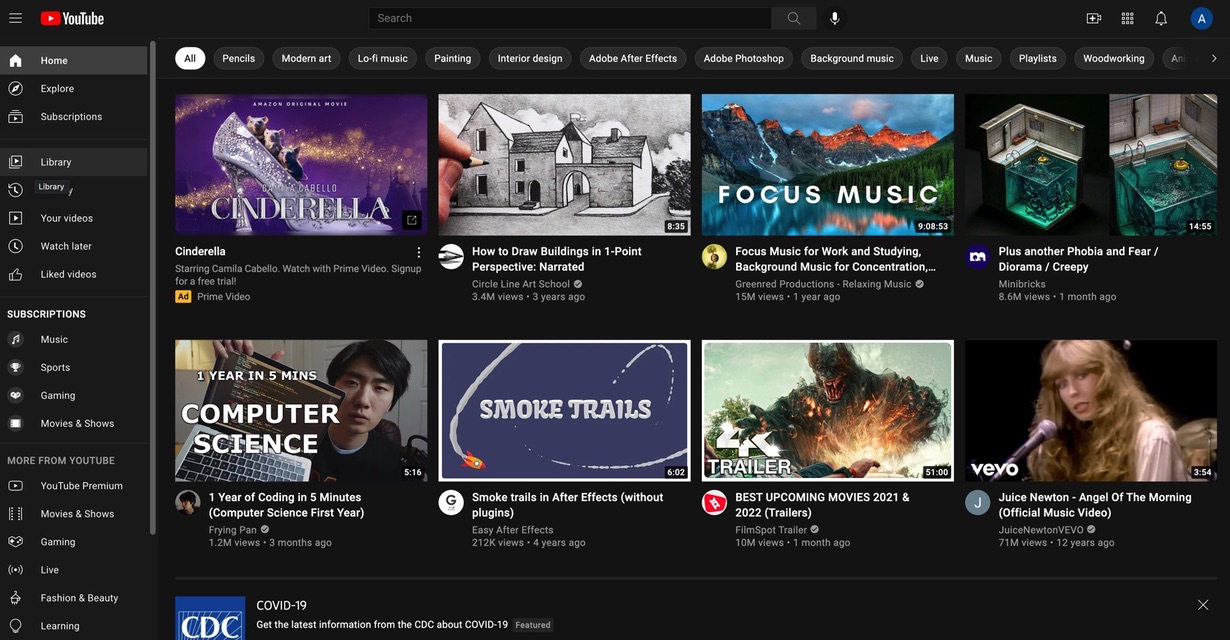 YouTube
Search
A
Home
Explore
Subscriptions
Library
Library
Your videos
Watch later
Liked videos
SUBSCRIPTIONS
Music
Sports
Gaming
Movies & Shows
MORE FROM YOUTUBE
YouTube Premium
Movies & Shows
Gaming
Live
Fashion & Beauty
Learning
All
Pencils
Modern art
Lo-fi music
Painting
Interior design
Adobe After Effects
Adobe Photoshop
Background music
Live
Music
Playlists
Woodworking
AMAZON ORIGINAL MOVIE
CAMILA CABELLO
CINDERELLA
Cinderella
Starring Camila Cabello. Watch with Prime Video. Signup
for a free trial!
Ad Prime Video
8:35
How to Draw Buildings in 1-Point
Perspective: Narrated
Circle Line Art School
3.4M views • 3 years ago
FOCUS MUSIC
9:08:53
Focus Music for Work and Studying,
Background Music for Concentration,...
Greenred Productions - Relaxing Music
15M views • 1 year ago
14:55
Plus another Phobia and Fear /
Diorama / Creepy
Minibricks
8.6M views • 1 month ago
1 YEAR IN 5 MINS
COMPUTER
SCIENCE
5:16
1 Year of Coding in 5 Minutes
(Computer Science First Year)
Frying Pan
1.2M views • 3 months ago
SMOKE TRAILS
6:02
G
Smoke trails in After Effects (without
plugins)
Easy After Effects
212K views • 4 years ago
4K
TRAILER
51:00
BEST UPCOMING MOVIES 2021 &
2022 (Trailers)
FilmSpot Trailer
10M views • 1 month ago
vevo
3:54
J
Juice Newton - Angel Of The Morning
(Official Music Video)
JuiceNewtonVEVO
71M views • 12 years ago
CDC
COVID-19
Get the latest information from the CDC about COVID-19 Featured